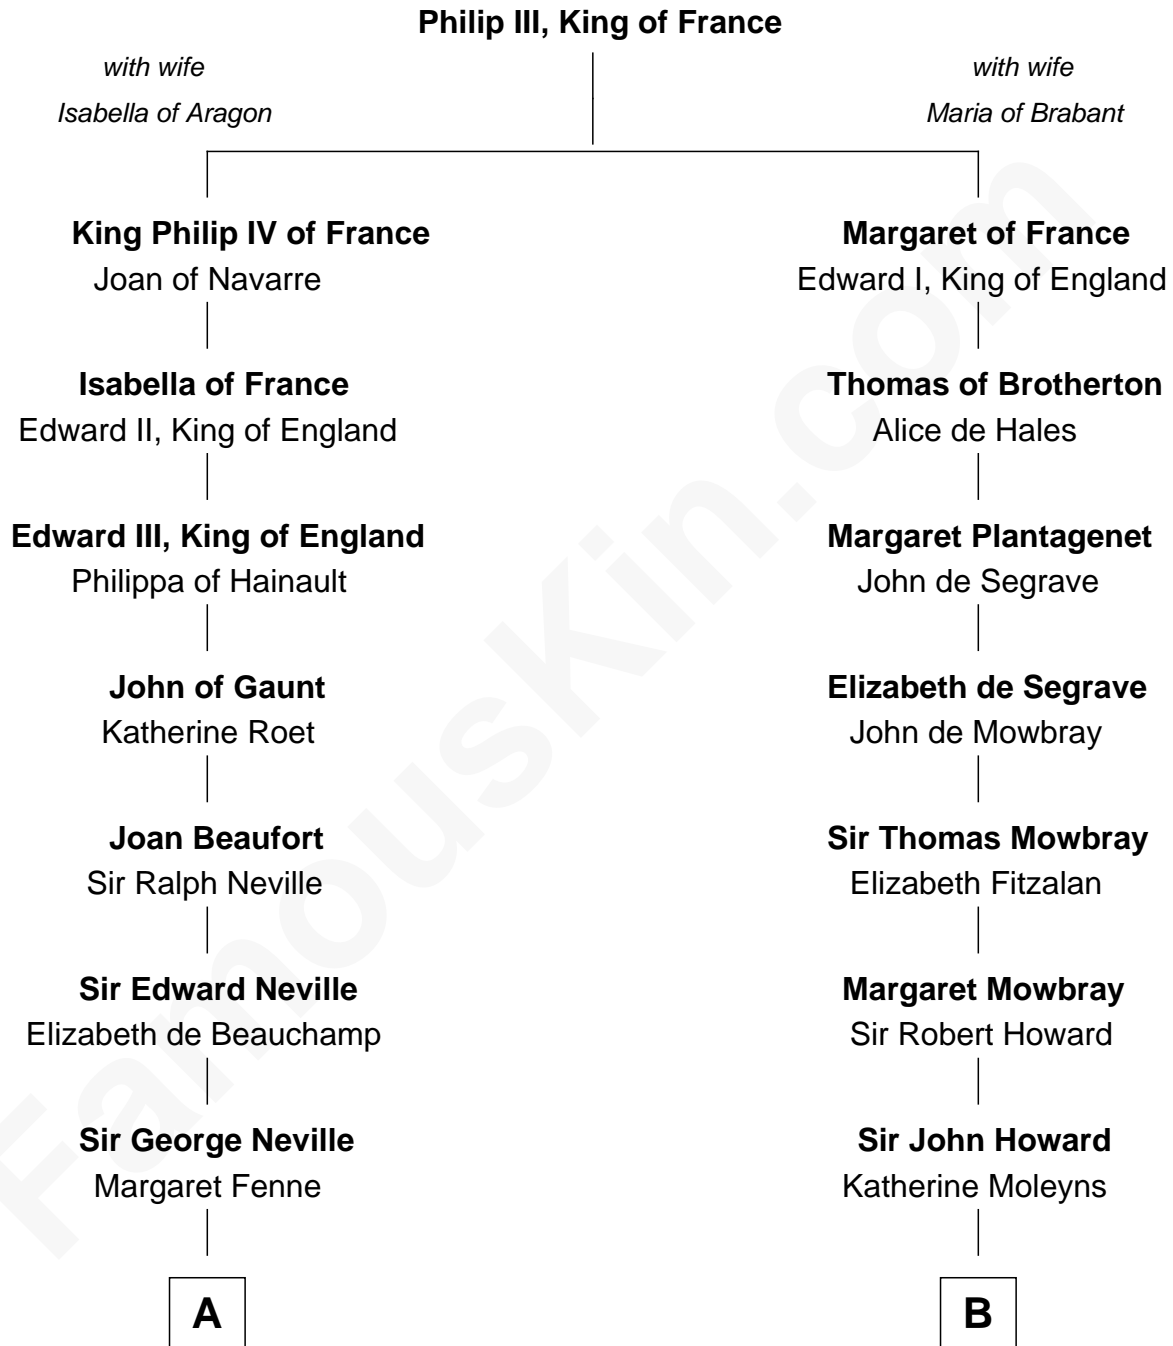 Philip III, King of France
with wife
Isabella of Aragon
with wife
Maria of Brabant
King Philip IV of France
Joan of Navarre
Margaret of France
Edward I, King of England
Isabella of France
Edward II, King of England
Thomas of Brotherton
Alice de Hales
Edward III, King of England
Philippa of Hainault
Margaret Plantagenet
John de Segrave
John of Gaunt
Katherine Roet
Elizabeth de Segrave
John de Mowbray
Joan Beaufort
Sir Ralph Neville
Sir Thomas Mowbray
Elizabeth Fitzalan
Sir Edward Neville
Elizabeth de Beauchamp
Margaret Mowbray
Sir Robert Howard
Sir George Neville
Margaret Fenne
Sir John Howard
Katherine Moleyns
A
B
FamousKin.com